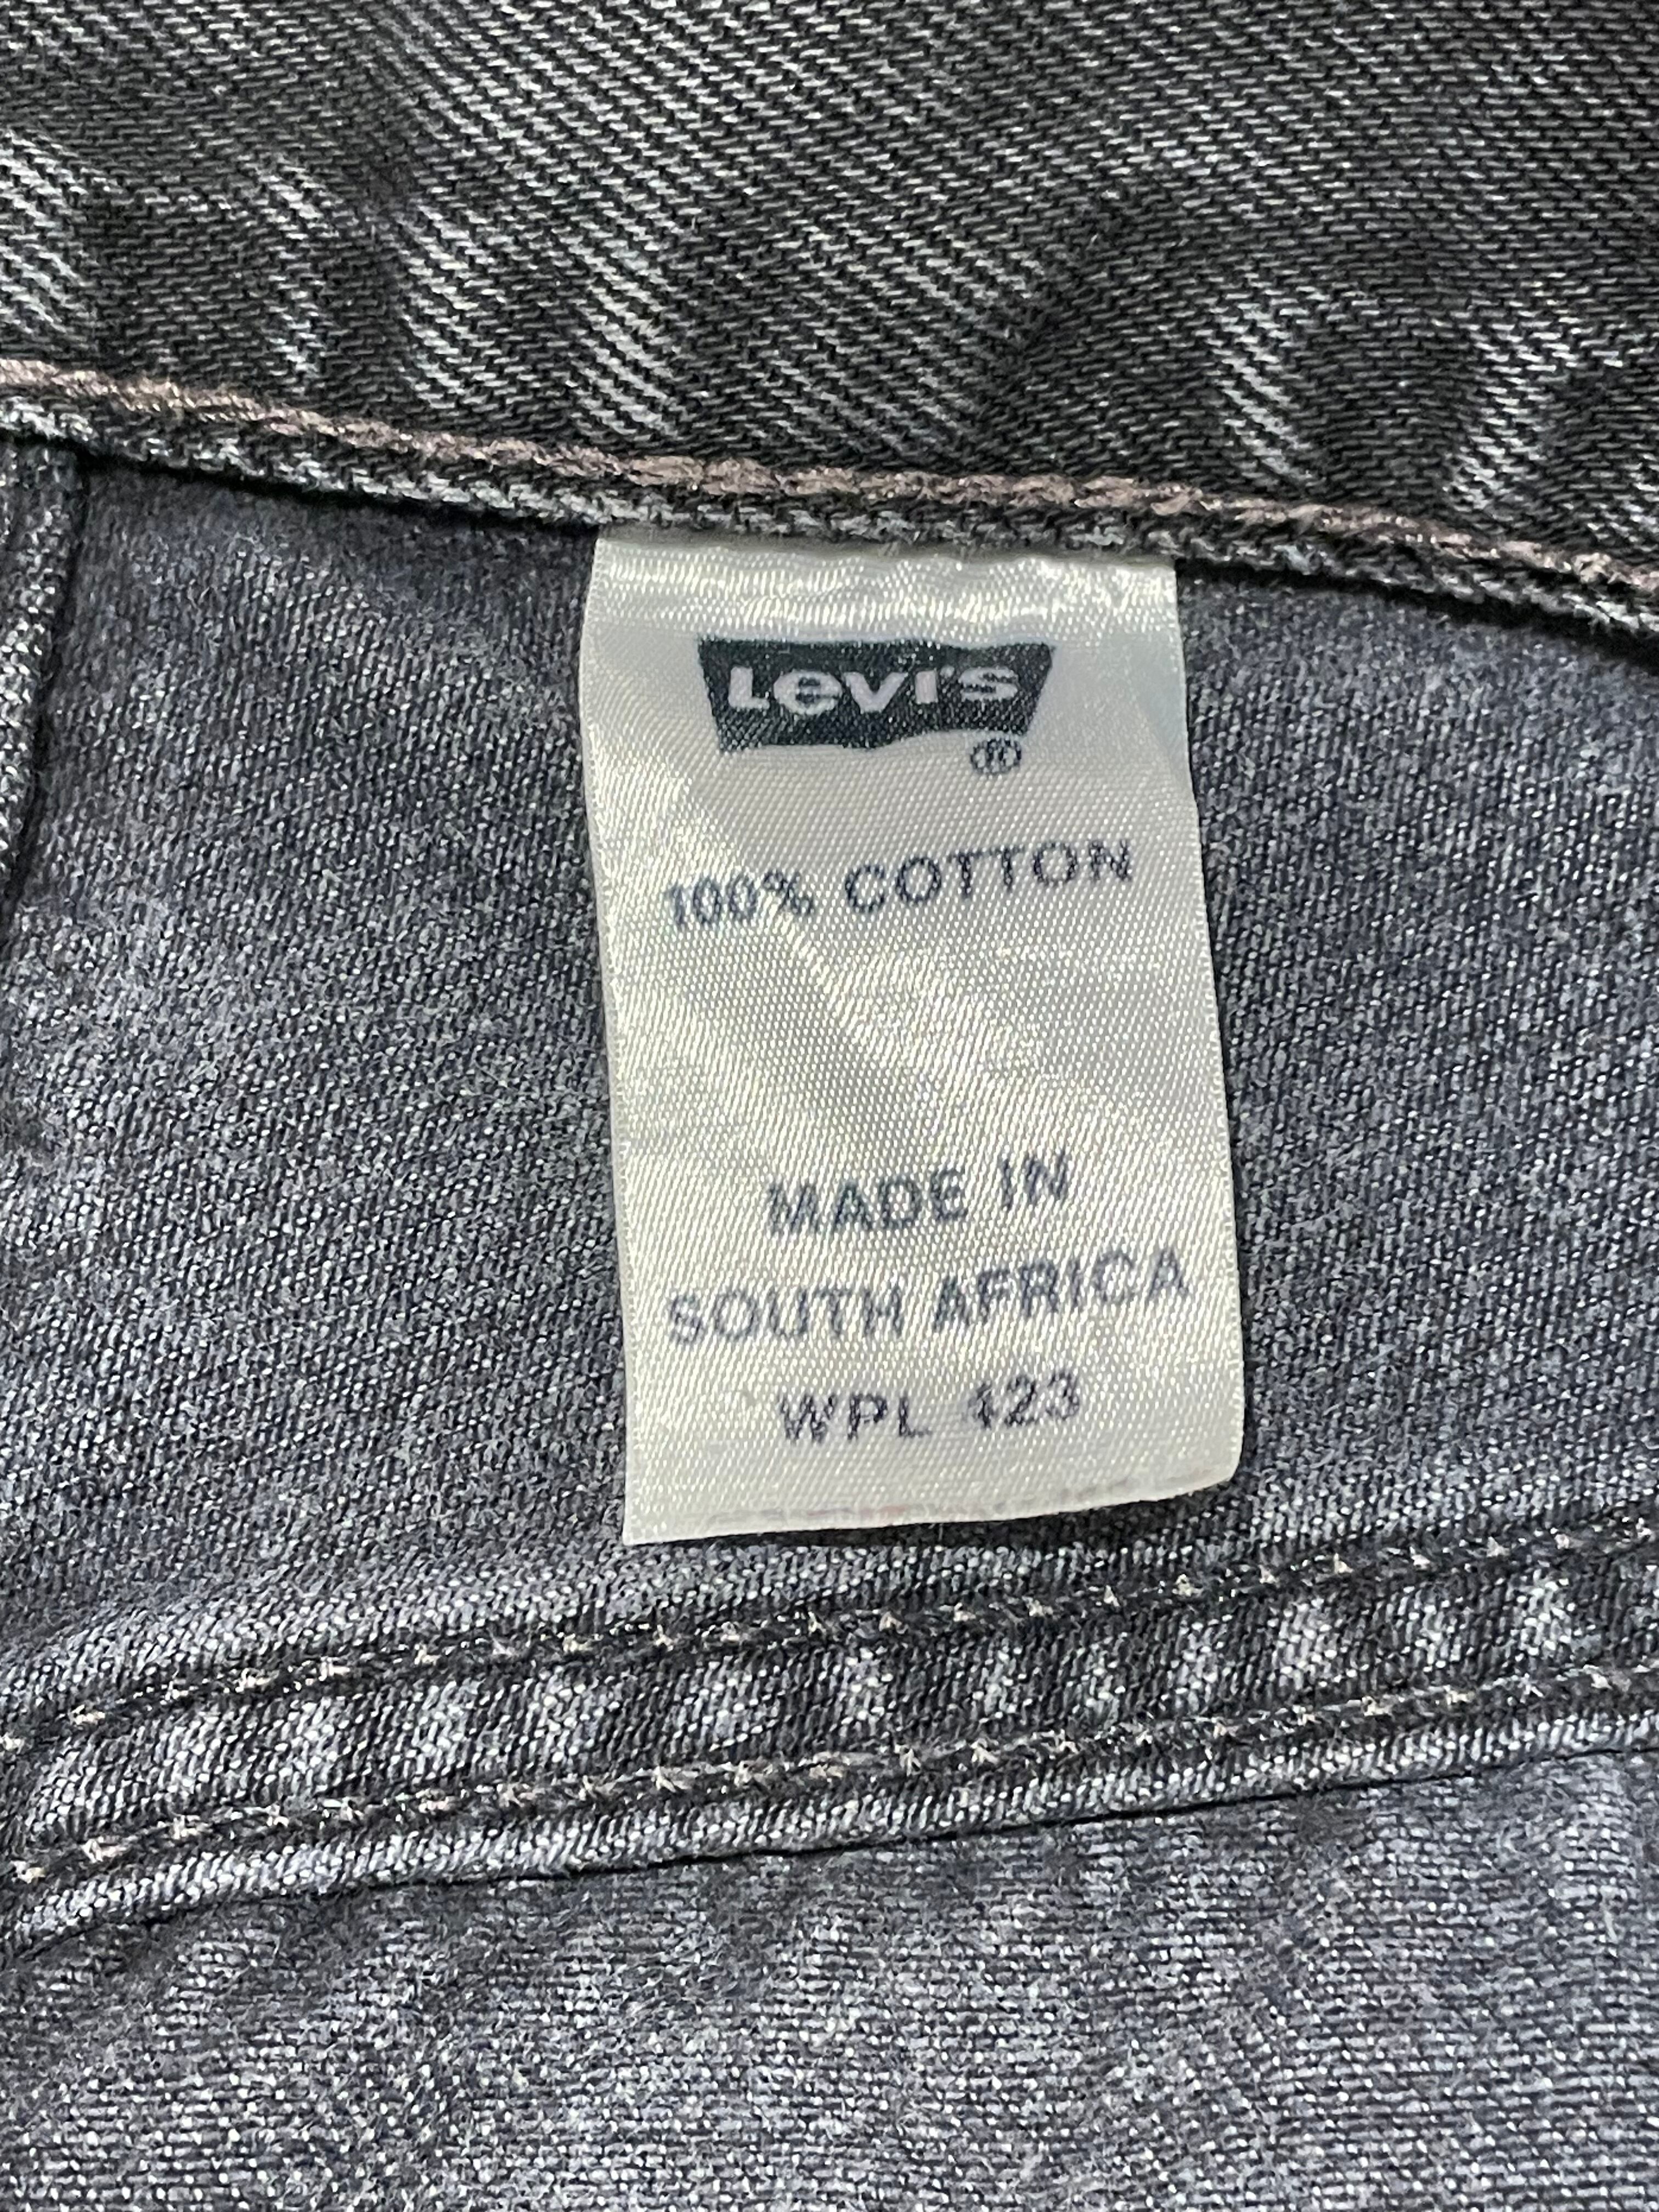 Levi's
®
100% COTTON
MADE IN
SOUTH AFRICA
WPL 423